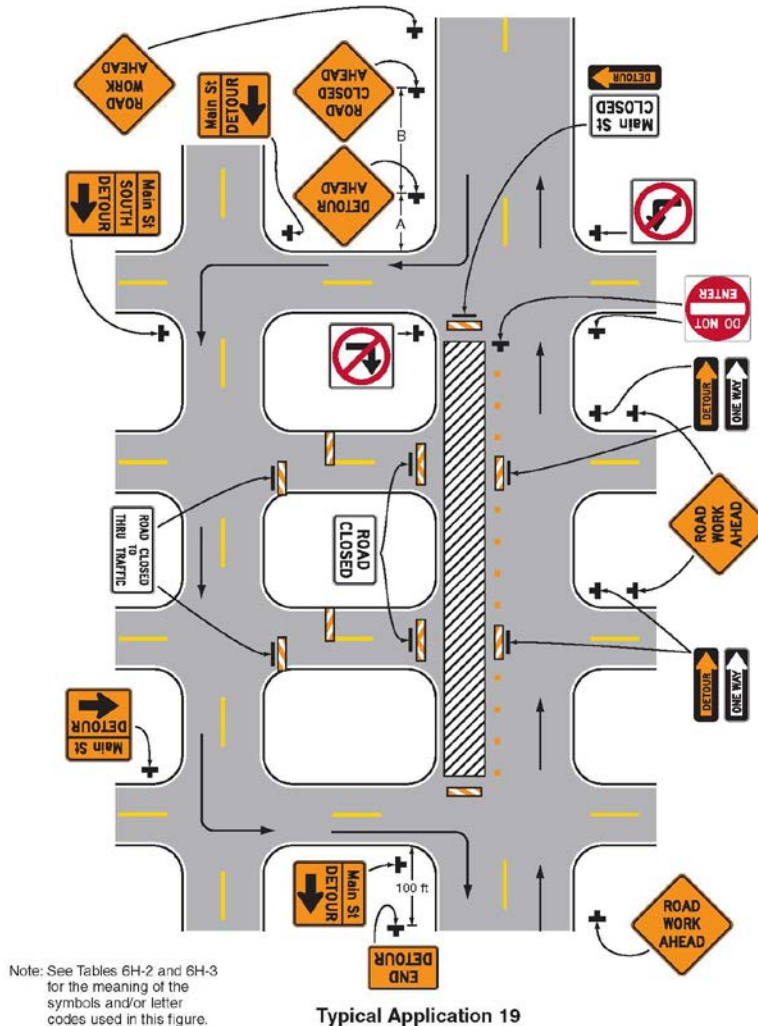 ROAD
WORK
AHEAD
Main St
DETOUR
ROAD
CLOSED
AHEAD
B
DETOUR
Main St
CLOSED
Main St
SOUTH
DETOUR
DETOUR
AHEAD
A
DO NOT
ENTER
DETOUR
ONE WAY
ROAD CLOSED
TO
THRU TRAFFIC
ROAD
CLOSED
ROAD
WORK
AHEAD
DETOUR
ONE WAY
Main St
DETOUR
Main St
DETOUR
100 ft
END
DETOUR
ROAD
WORK
AHEAD
Note: See Tables 6H-2 and 6H-3
for the meaning of the
symbols and/or letter
codes used in this figure.
Typical Application 19